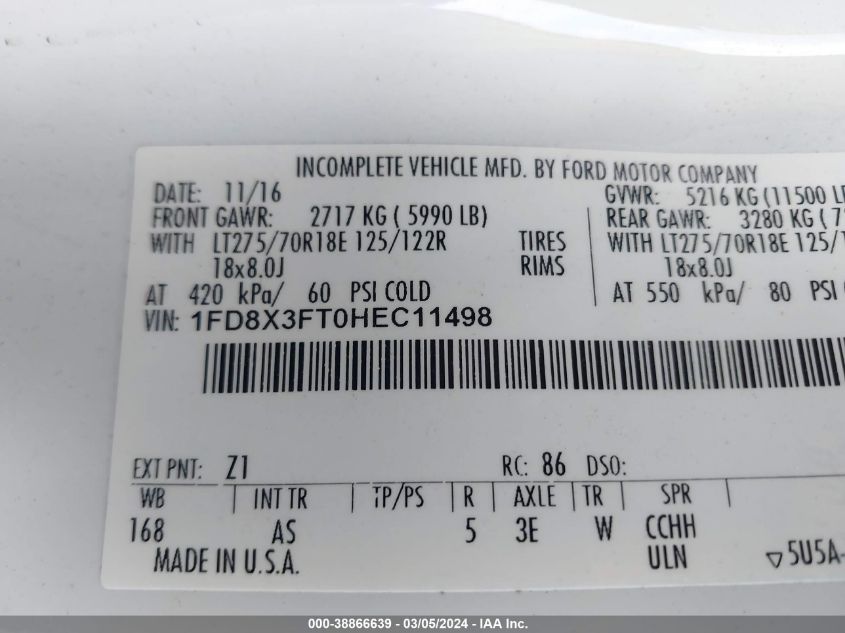 INCOMPLETE VEHICLE MFD. BY FORD MOTOR COMPANY
DATE: 11/16 GVWR: 5216 KG (11500 L
FRONT GAWR: 2717 KG ( 5990 LB) REAR GAWR: 3280 KG ( 7
WITH LT275/70R18E 125/122R TIRES WITH LT275/70R18E 125/
18x8.0J RIMS 18x8.0J
AT 420 kPa/ 60 PSI COLD AT 550 kPa/ 80 PSI
VIN: 1FD8X3FT0HEC11498
EXT PNT: Z1 RC: 86 DSO:
WB INT TR TP/PS R AXLE TR SPR
168 AS 5 3E W CCHH
MADE IN U.S.A. ULN ▽5U5A-
000-38866639 - 03/05/2024 - IAA Inc.